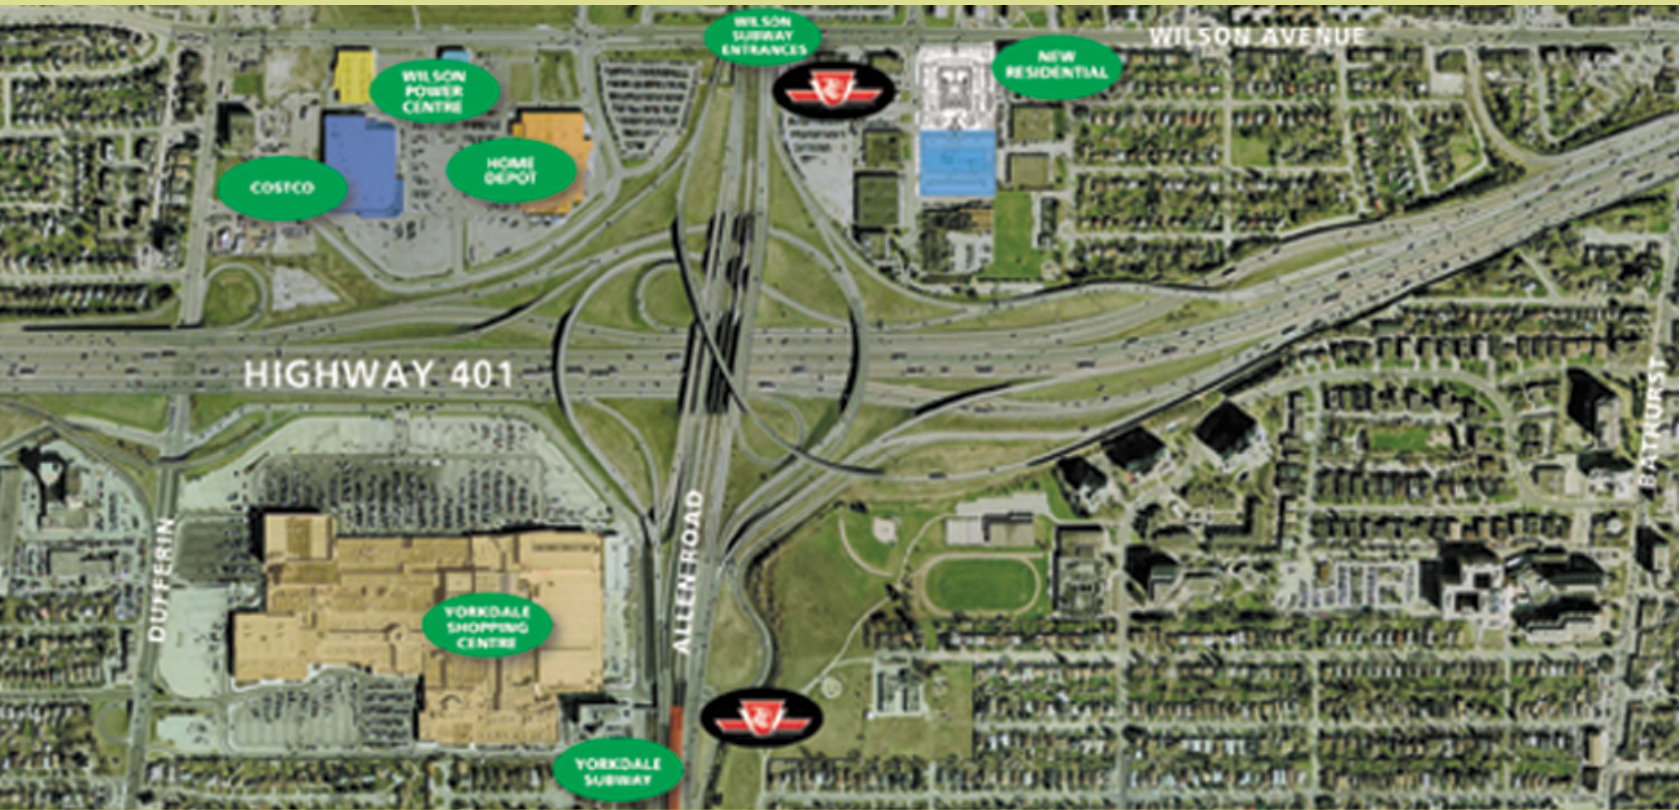 WILSON
SUBWAY
ENTRANCES
WILSON AVENUE
NEW
RESIDENTIAL
WILSON
POWER
CENTRE
HOME
DEPOT
COSTCO
HIGHWAY 401
BATHURST
DUFFERIN
ALLEN ROAD
YORKDALE
SHOPPING
CENTRE
YORKDALE
SUBWAY